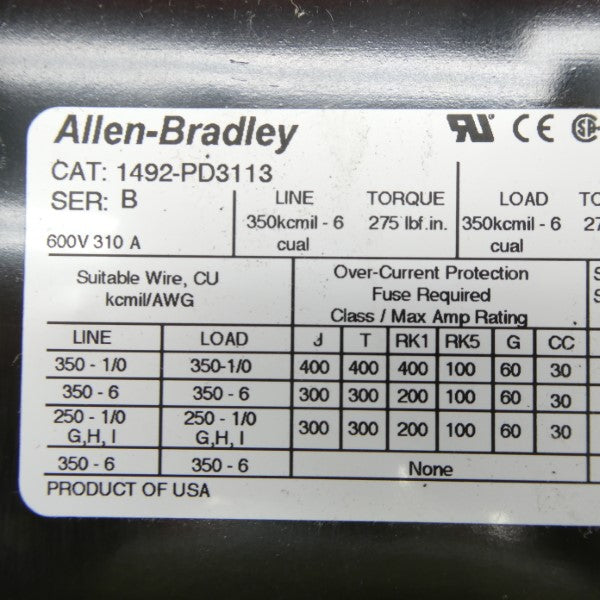 Allen-Bradley
CAT: 1492-PD3113
SER: B
600V 310 A
LINE TORQUE LOAD
350kcmil - 6 275 lbf.in. 350kcmil - 6
cual cual
Suitable Wire, CU
kcmil/AWG
Over-Current Protection
Fuse Required
Class / Max Amp Rating
LINE LOAD J T RK1 RK5 G CC
350 - 1/0 350-1/0 400 400 400 100 60 30
350 - 6 350 - 6 300 300 200 100 60 30
250 - 1/0 250 - 1/0 300 300 200 100 60 30
G,H, I G,H, I
350 - 6 350 - 6 None
PRODUCT OF USA